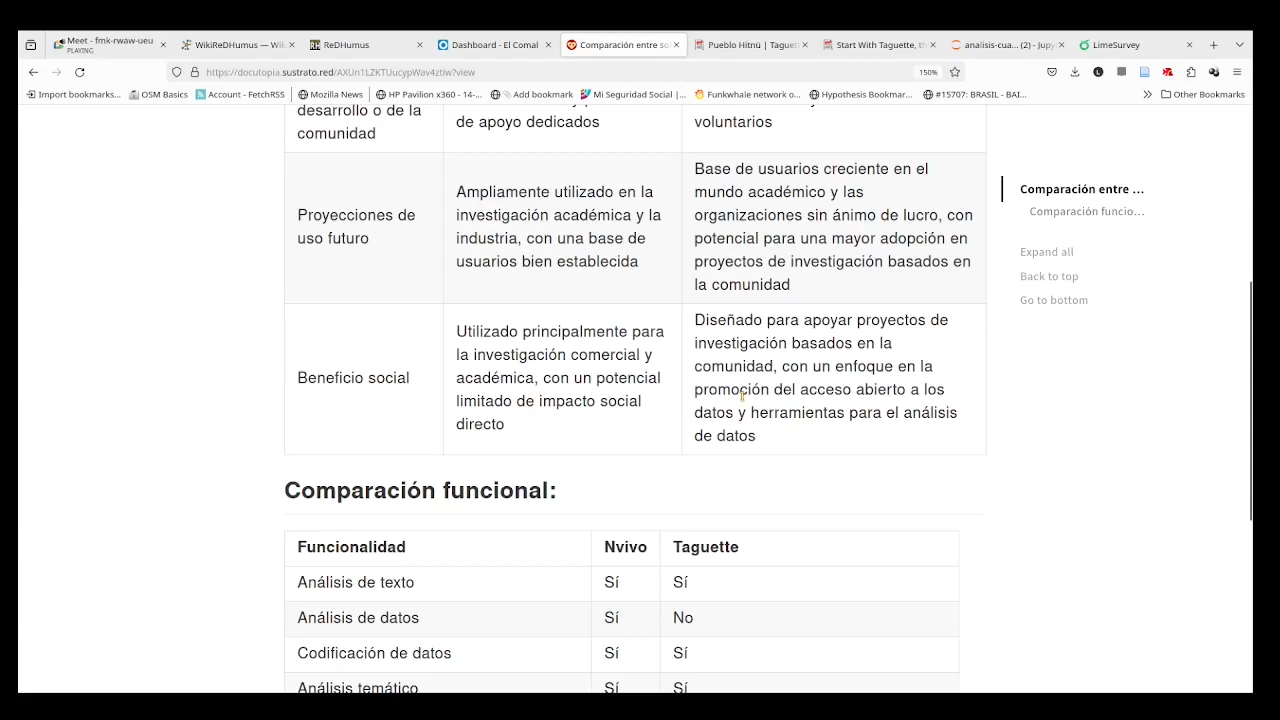 Meet - fmk-rwaw-ueu
PLAYING
WikiReDHumus — Wi
ReDHumus
Dashboard - El Comal
Comparación entre so
Pueblo Hitnü | Taguet
Start With Taguette, th
analisis-cua... (2) - Jupy
LimeSurvey
https://docutopia.sustrato.red/AXUn1LZKTUucypWav4ztiw?view
150%
Import bookmarks...
OSM Basics
Account - FetchRSS
Mozilla News
HP Pavilion x360 - 14-...
Add bookmark
Mi Seguridad Social |...
Funkwhale network o...
Hypothesis Bookmar...
#15707: BRASIL - BAI...
Other Bookmarks
desarrollo o de la
comunidad
de apoyo dedicados
voluntarios
Proyecciones de
uso futuro
Ampliamente utilizado en la
investigación académica y la
industria, con una base de
usuarios bien establecida
Base de usuarios creciente en el
mundo académico y las
organizaciones sin ánimo de lucro, con
potencial para una mayor adopción en
proyectos de investigación basados en
la comunidad
Beneficio social
Utilizado principalmente para
la investigación comercial y
académica, con un potencial
limitado de impacto social
directo
Diseñado para apoyar proyectos de
investigación basados en la
comunidad, con un enfoque en la
promoción del acceso abierto a los
datos y herramientas para el análisis
de datos
Comparación funcional:
Funcionalidad Nvivo Taguette
Análisis de texto Sí Sí
Análisis de datos Sí No
Codificación de datos Sí Sí
Análisis temático Sí Sí
Comparación entre ...
Comparación funcio...
Expand all
Back to top
Go to bottom